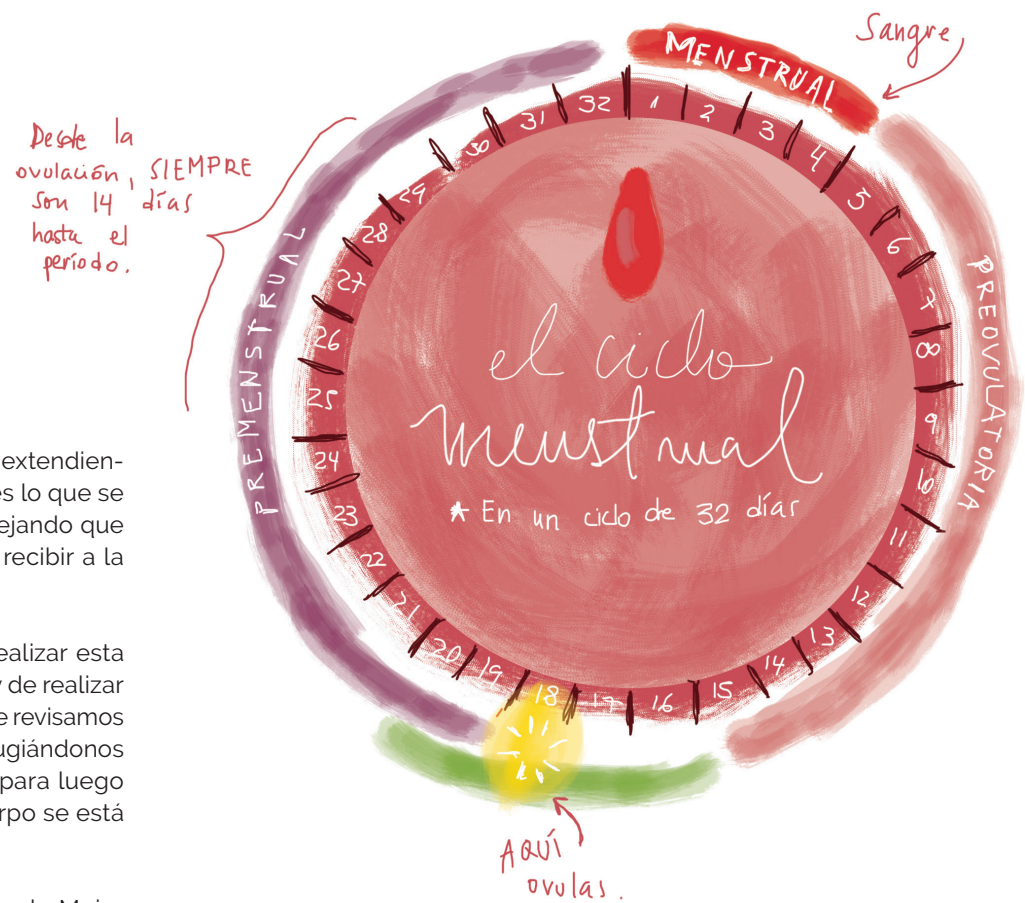 Sangre
MENSTRUAL
Desde la
ovulación, SIEMPRE
son 14 días
hasta el
período.
1
2
3
4
5
6
7
8
9
10
11
12
13
14
15
16
17
18
19
20
21
22
23
24
25
26
27
28
29
30
31
32
PREOVULATORIA
PREMENSTRUAL
el ciclo
menstrual
* En un ciclo de 32 días
AQUÍ
ovulas.
extendien-
es lo que se
ejando que
recibir a la
ealizar esta
y de realizar
e revisamos
ugiándonos
para luego
rpo se está